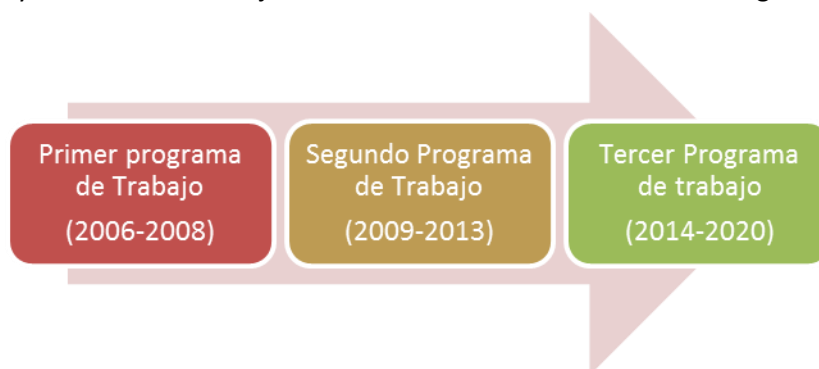 Primer programa
de Trabajo
(2006-2008)
Segundo Programa
de Trabajo
(2009-2013)
Tercer Programa
de trabajo
(2014-2020)